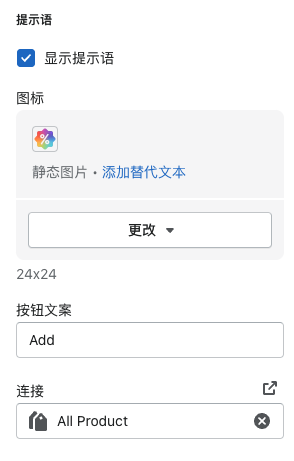 提示语
显示提示语
图标
静态图片 • 添加替代文本
更改
24x24
按钮文案
Add
连接
All Product